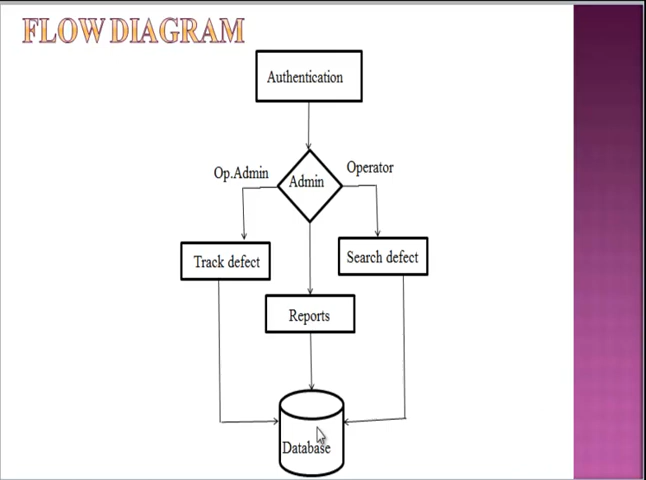 FLOW DIAGRAM
Authentication
Op.Admin
Admin
Operator
Track defect
Search defect
Reports
Database